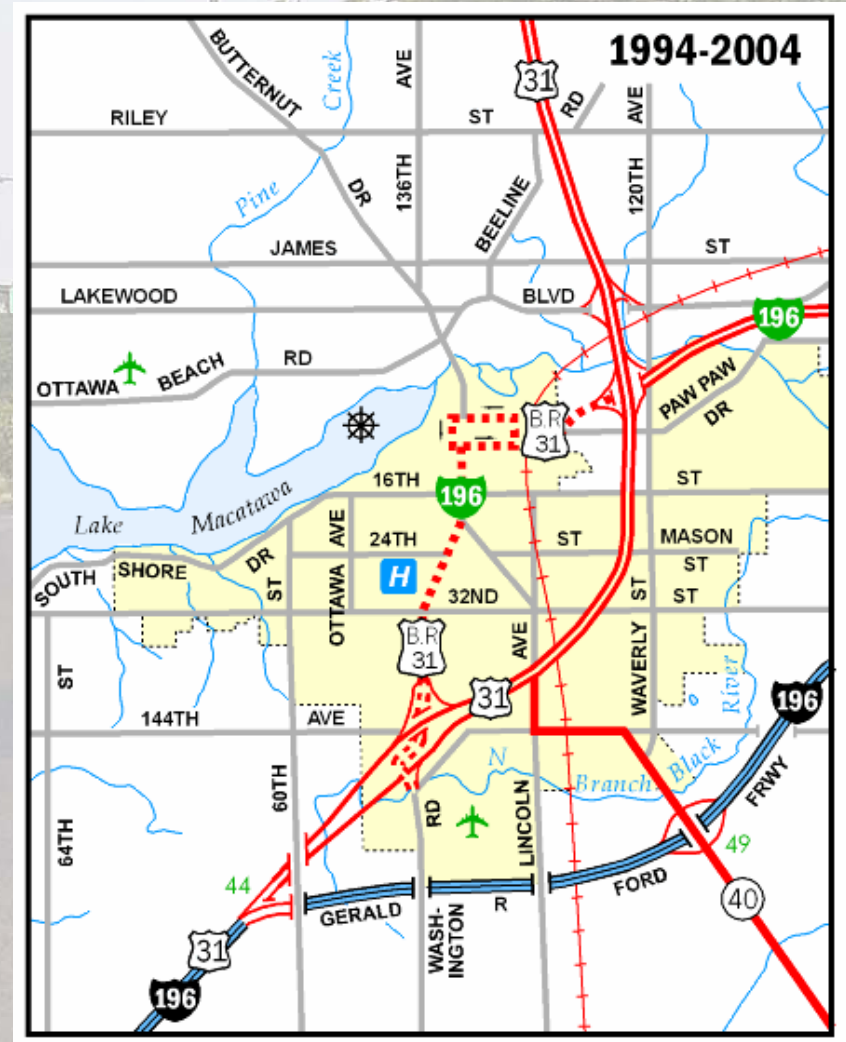 1994-2004
31
BUTTERNUT
DR
Creek
Pine
AVE
136TH
RD
AVE
120TH
RILEY
ST
BEELINE
JAMES
ST
LAKEWOOD
BLVD
196
OTTAWA BEACH RD
PAW PAW
DR
B.R
31
16TH
ST
196
Lake Macatawa
24TH
ST
MASON
ST
OTTAWA AVE
H
SOUTH SHORE DR
ST
32ND
ST
B.R
31
AVE
WAVERLY ST
31
ST
144TH
AVE
196
N Branch Black River
60TH
64TH
RD
LINCOLN
44
49
GERALD
R
FORD
FRWY
WASH-
INGTON
40
31
196